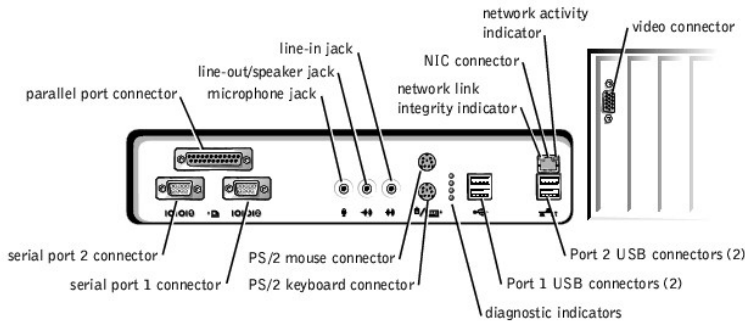 network activity
indicator
video connector
line-in jack
NIC connector
line-out/speaker jack
network link
integrity indicator
parallel port connector
microphone jack
serial port 2 connector
PS/2 mouse connector
Port 2 USB connectors (2)
serial port 1 connector
PS/2 keyboard connector
Port 1 USB connectors (2)
diagnostic indicators